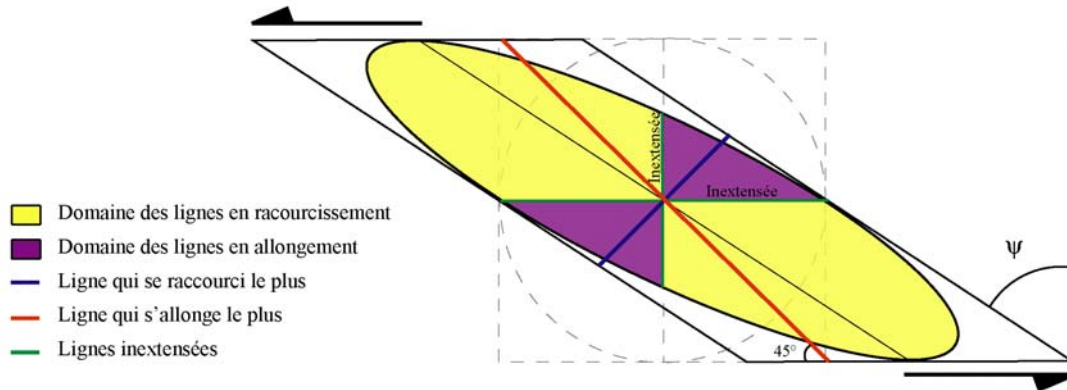 Inextensée
Inextensée
ψ
45°
Domaine des lignes en racourcissement
Domaine des lignes en allongement
Ligne qui se raccourci le plus
Ligne qui s'allonge le plus
Lignes inextensées